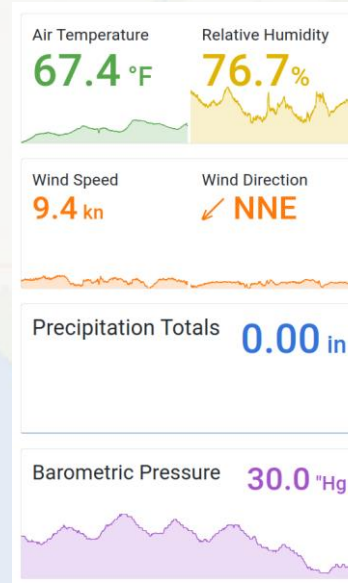 Air Temperature
67.4 °F
Relative Humidity
76.7%
Wind Speed
9.4 kn
Wind Direction
↙ NNE
Precipitation Totals
0.00 in
Barometric Pressure
30.0 "Hg